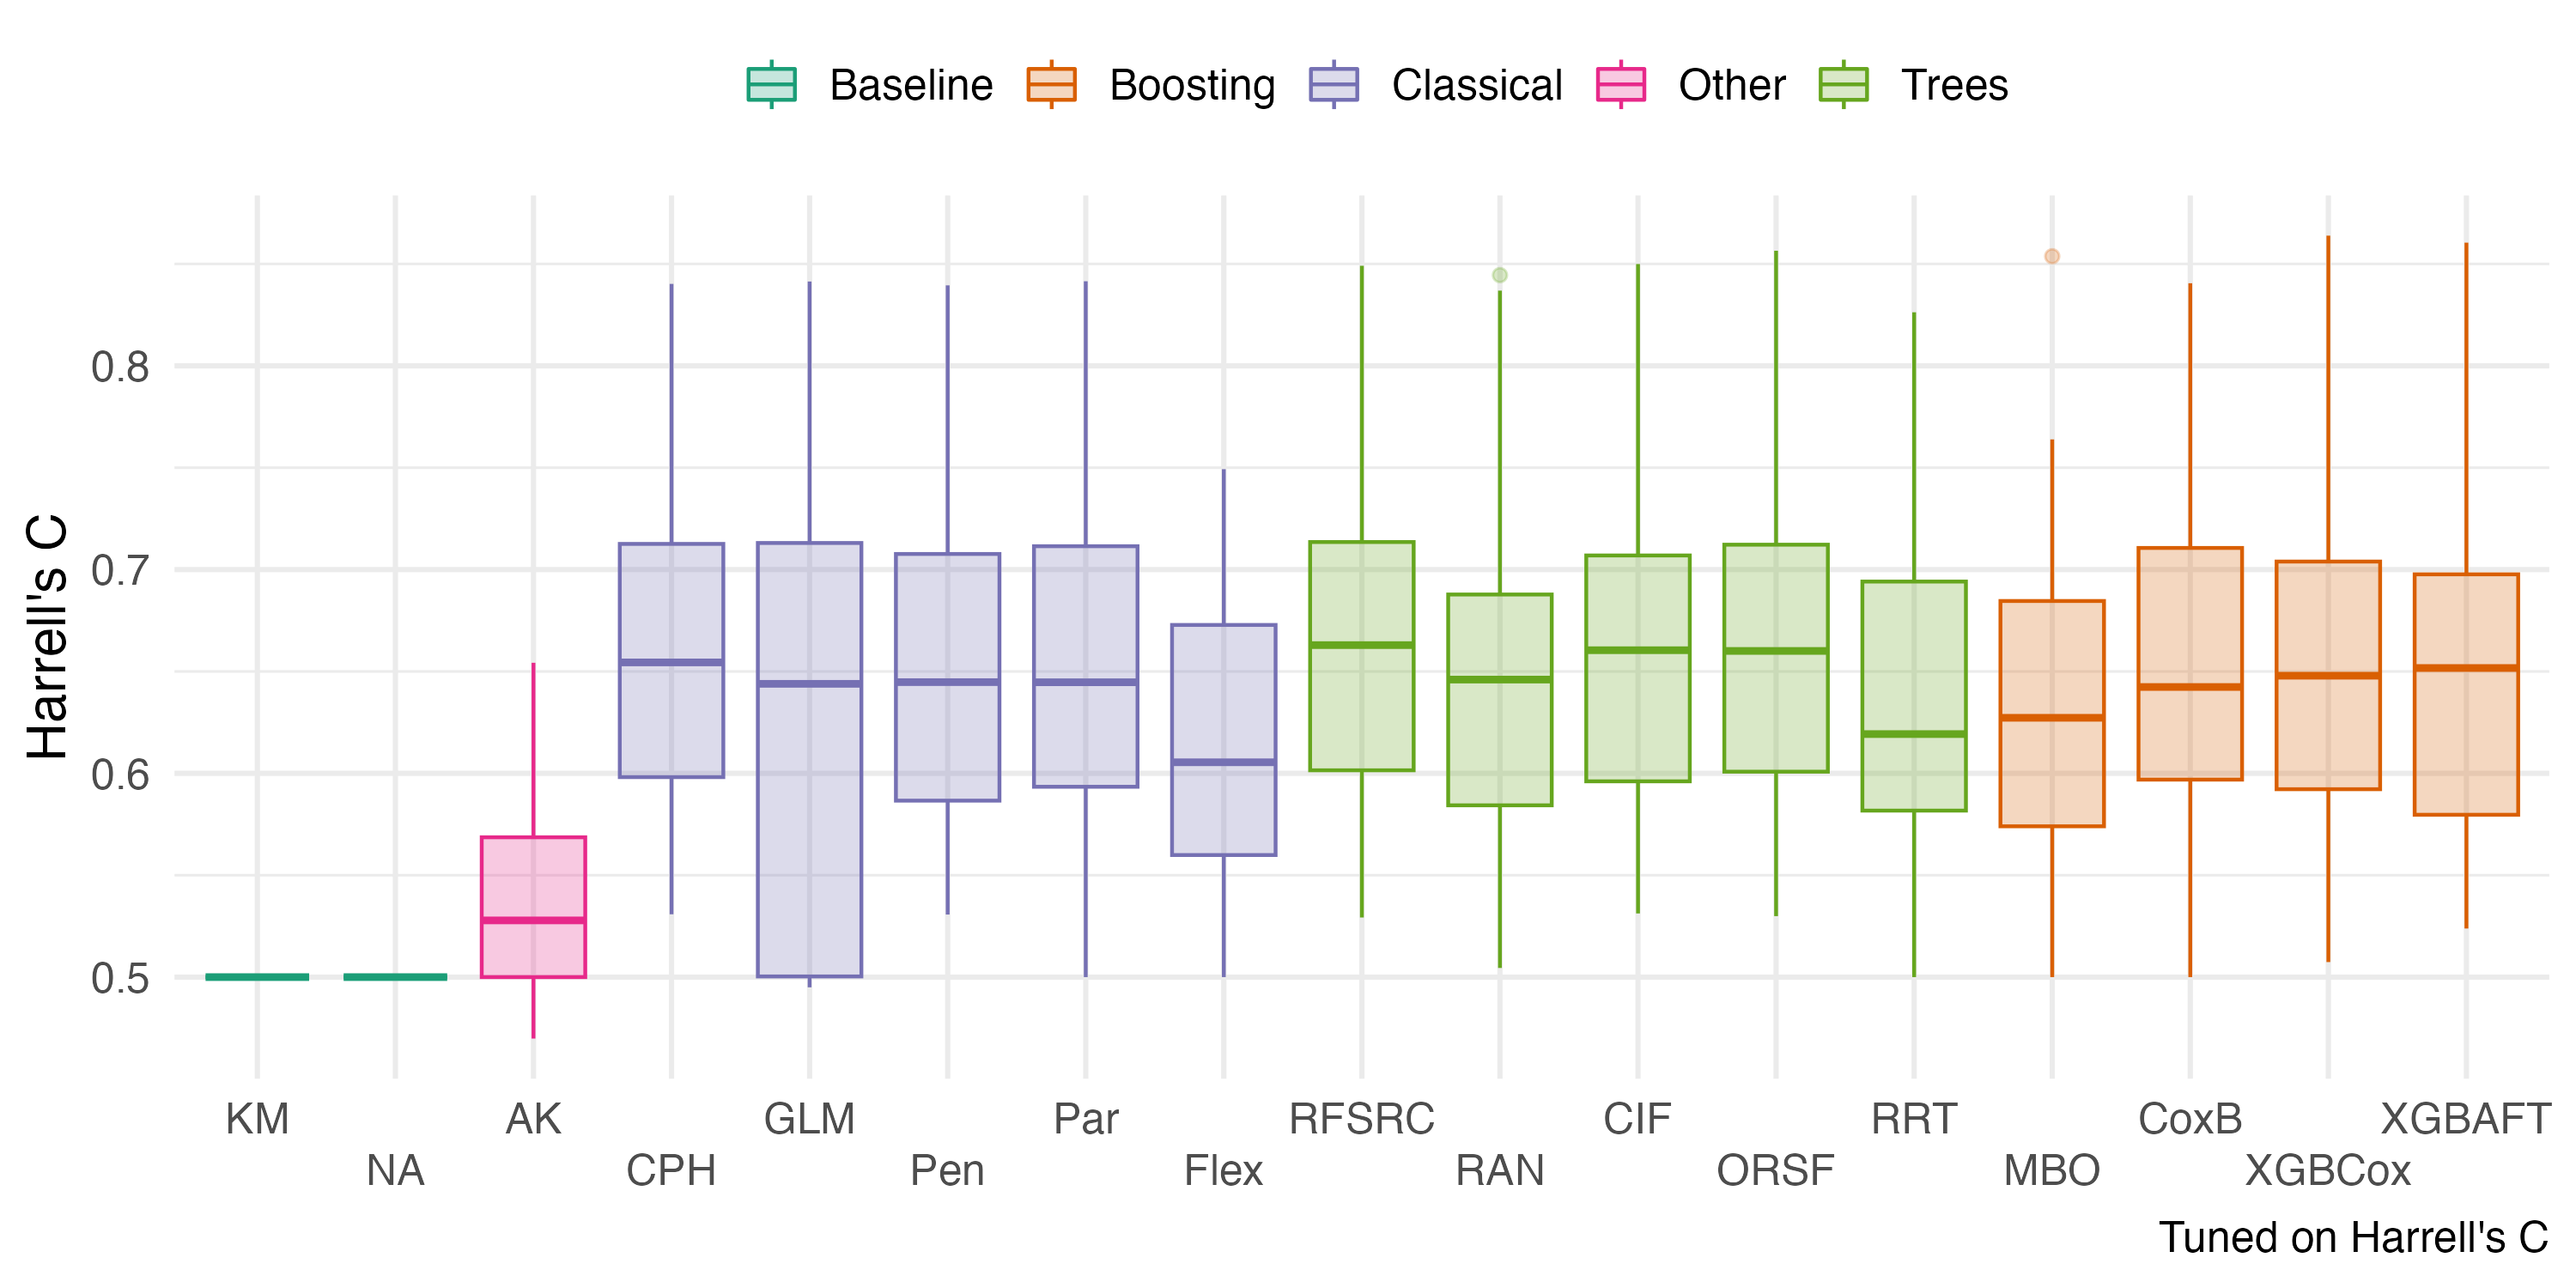 Baseline Boosting Classical Other Trees
Harrell's C
0.8
0.7
0.6
0.5
KM AK GLM Par RFSRC CIF RRT CoxB XGBAFT
NA CPH Pen Flex RAN ORSF MBO XGBCox
Tuned on Harrell's C